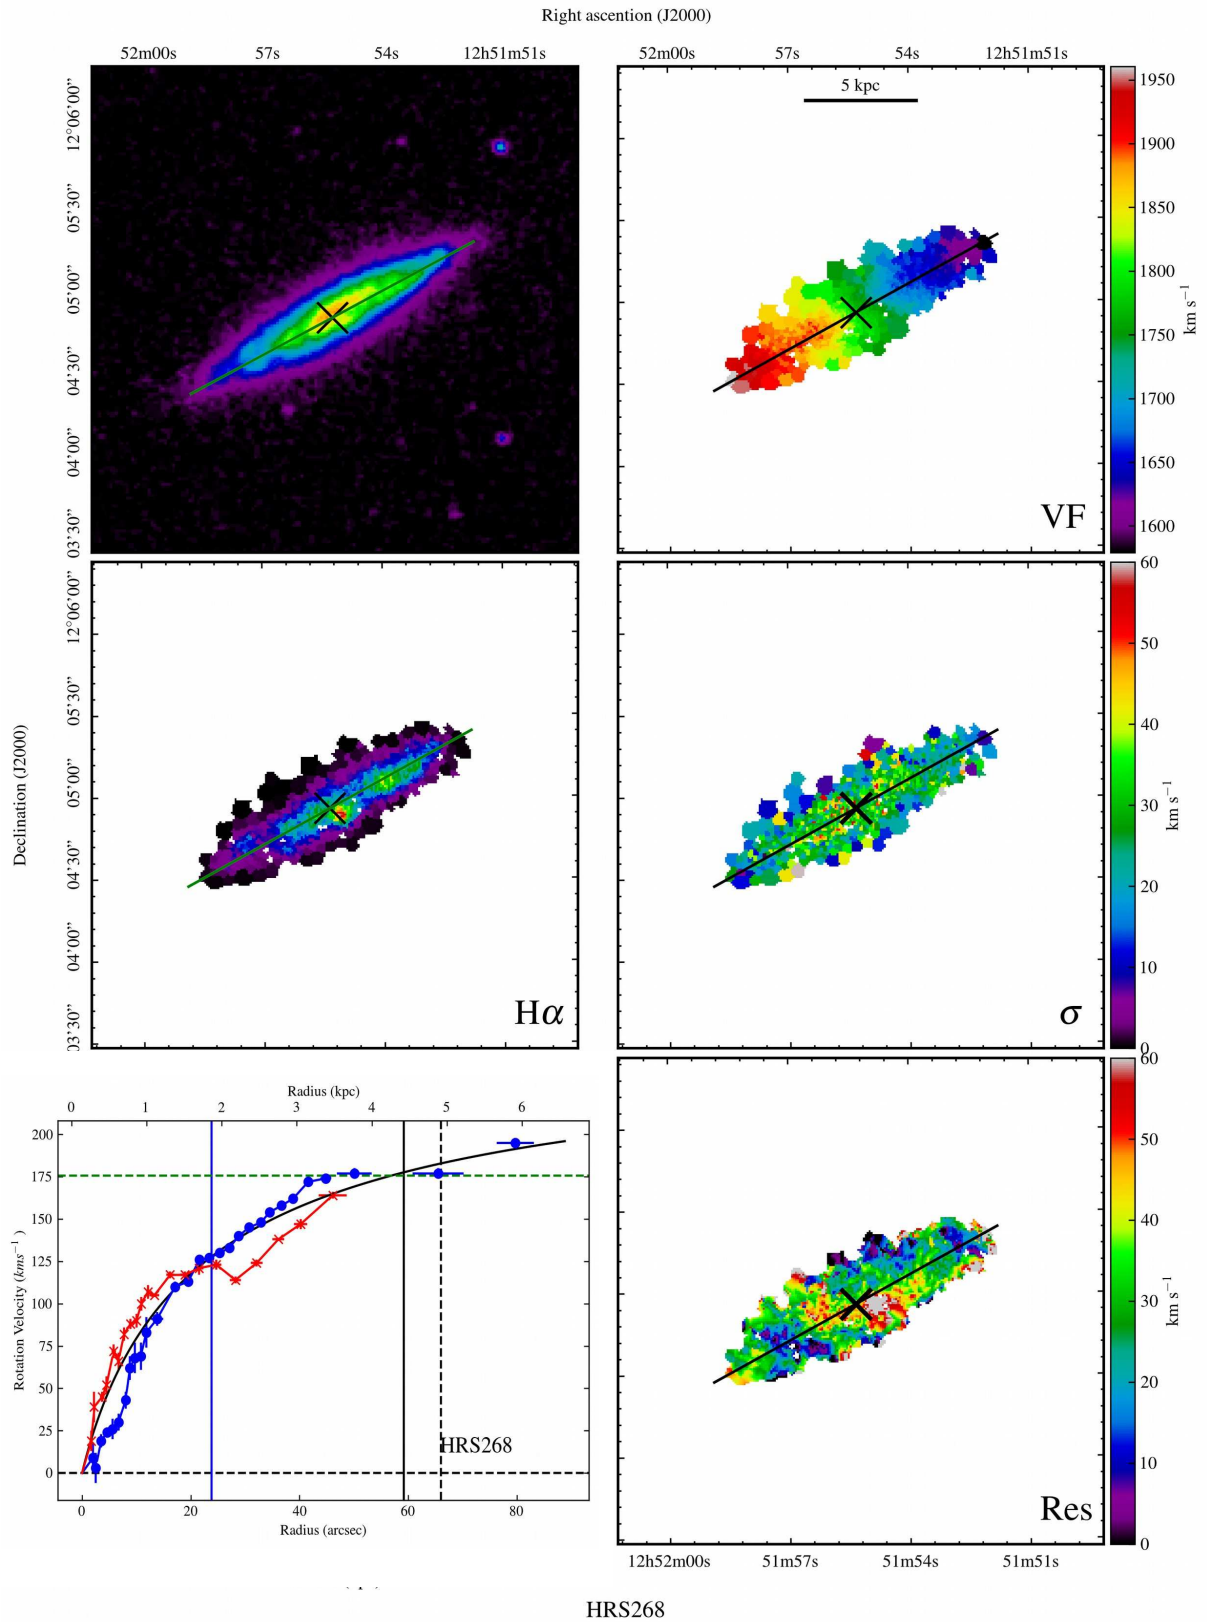 Right ascention (J2000)
52m00s 57s 54s 12h51m51s
52m00s 57s 54s 12h51m51s
12°06’00”
05’30”
05’00”
04’30”
04’00”
03’30”
5 kpc
VF
1950
1900
1850
1800
1750
1700
1650
1600
km s⁻¹
Declination (J2000)
12°06’00”
05’30”
05’00”
04’30”
04’00”
03’30”
Hα
σ
60
50
40
30
20
10
0
km s⁻¹
Radius (kpc)
0 1 2 3 4 5 6
Rotation Velocity (kms⁻¹ )
200
175
150
125
100
75
50
25
0
HRS268
0 20 40 60 80
Radius (arcsec)
Res
60
50
40
30
20
10
0
km s⁻¹
12h52m00s 51m57s 51m54s 51m51s
HRS268